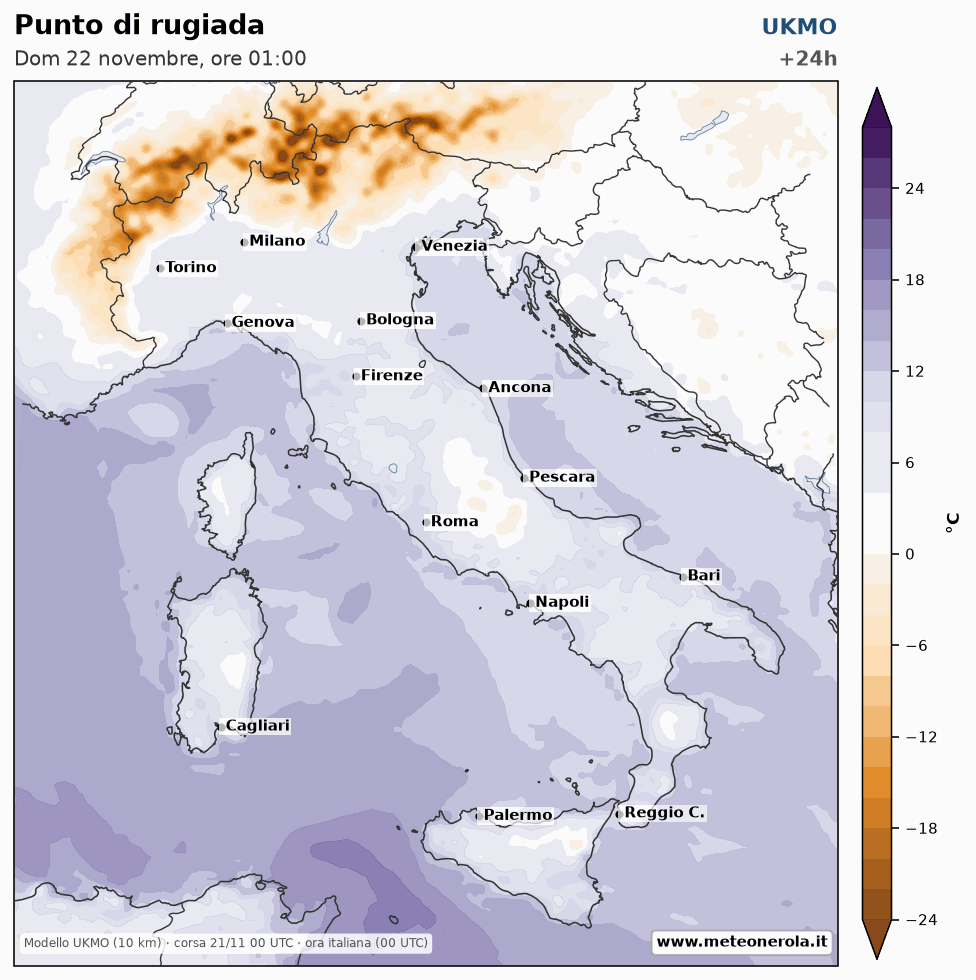 Punto di rugiada
UKMO
Dom 22 novembre, ore 01:00
+24h
Milano
Venezia
Torino
Genova
Bologna
Firenze
Ancona
Pescara
Roma
Bari
Napoli
Cagliari
Palermo
Reggio C.
24
18
12
6
0
−6
−12
−18
−24
°C
Modello UKMO (10 km) · corsa 21/11 00 UTC · ora italiana (00 UTC)
www.meteonerola.it